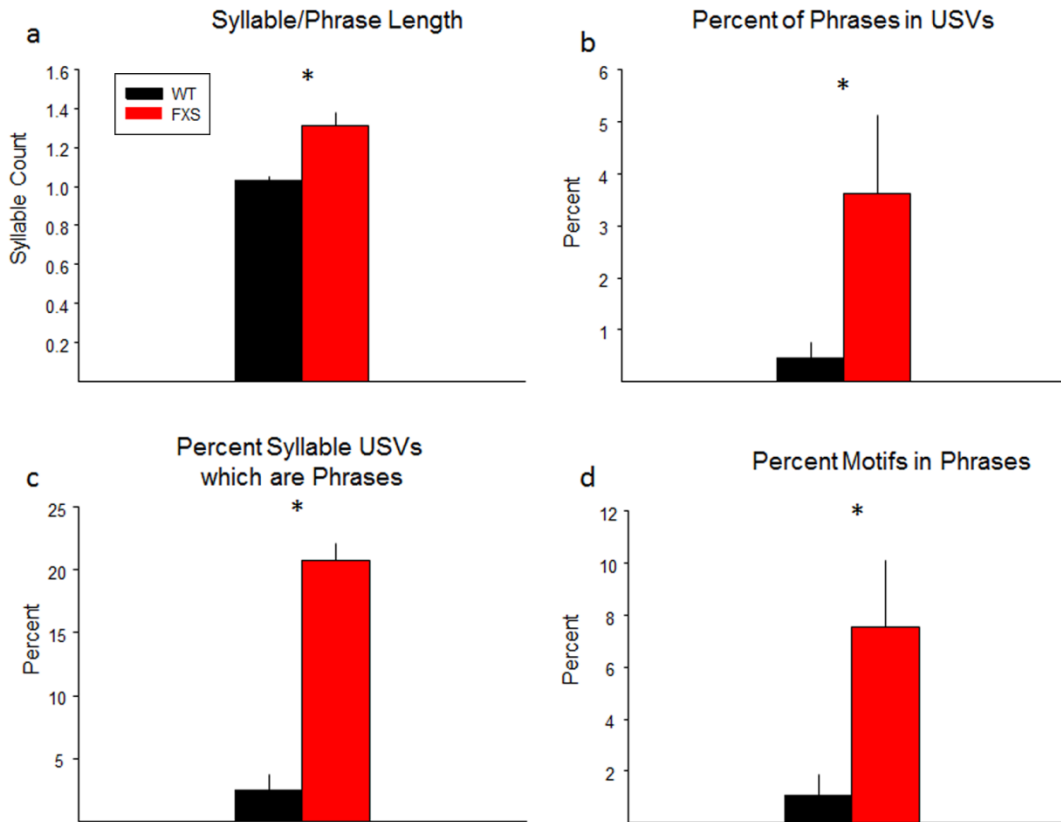 a
Syllable/Phrase Length
*
1.6
1.4
1.2
1.0
0.8
0.6
0.4
0.2
Syllable Count
WT
FXS
b
Percent of Phrases in USVs
*
6
5
4
3
2
1
Percent
c
Percent Syllable USVs
which are Phrases
*
25
20
15
10
5
Percent
d
Percent Motifs in Phrases
*
12
10
8
6
4
2
Percent